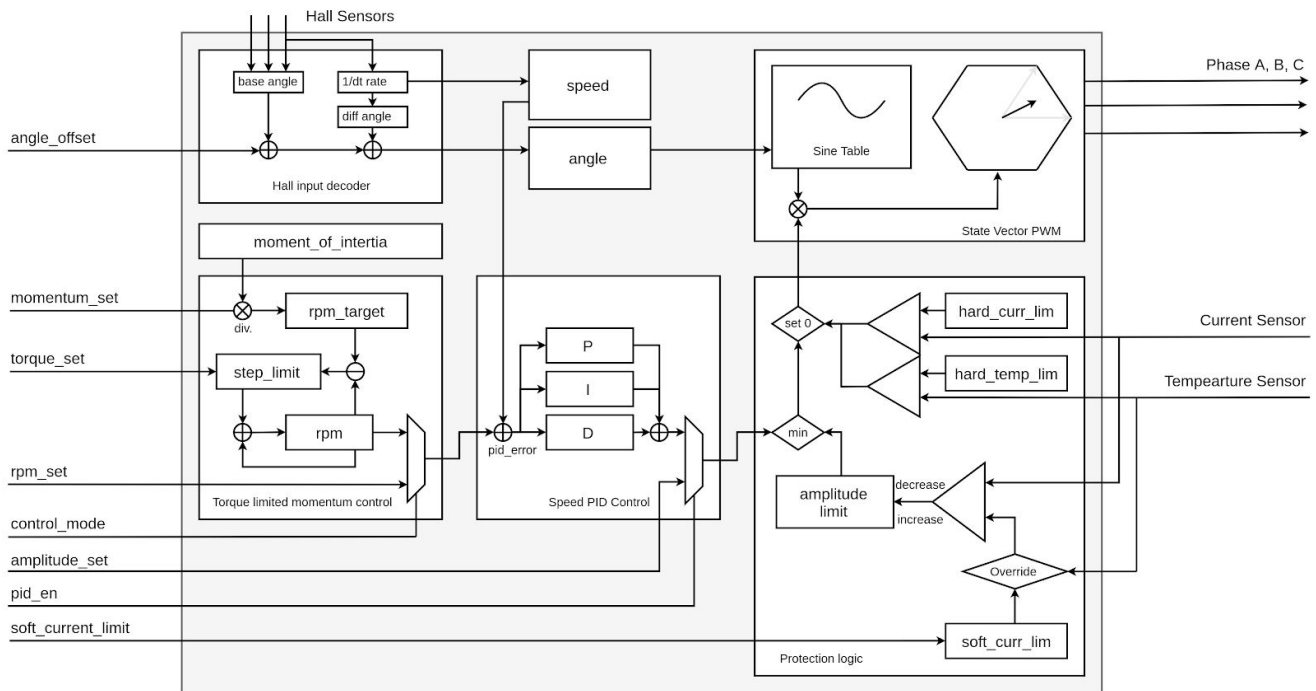 Hall Sensors
base angle
1/dt rate
diff angle
speed
Phase A, B, C
angle_offset
angle
Sine Table
Hall input decoder
State Vector PWM
moment_of_intertia
momentum_set
div.
rpm_target
set 0
hard_curr_lim
Current Sensor
torque_set
step_limit
P
hard_temp_lim
Tempearture Sensor
I
rpm
D
pid_error
min
rpm_set
Torque limited momentum control
Speed PID Control
amplitude
limit
decrease
increase
control_mode
amplitude_set
Override
pid_en
soft_current_limit
soft_curr_lim
Protection logic